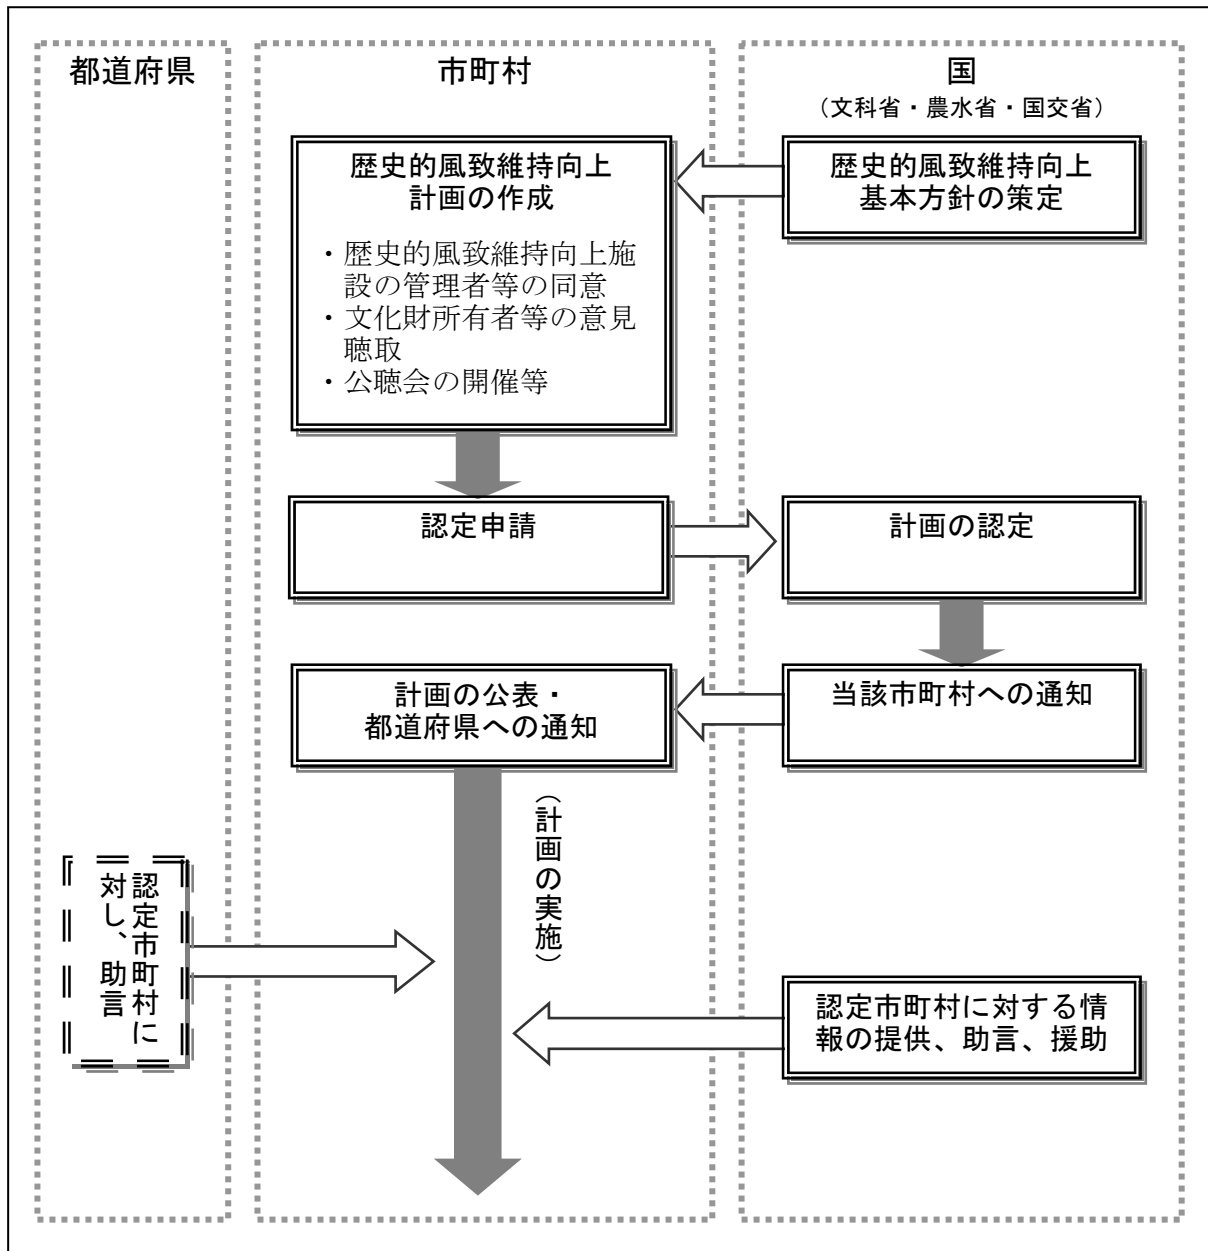 都道府県
市町村
国
（文科省・農水省・国交省）
歴史的風致維持向上
計画の作成
・歴史的風致維持向上施
設の管理者等の同意
・文化財所有者等の意見
聴取
・公聴会の開催等
歴史的風致維持向上
基本方針の策定
認定申請
計画の認定
計画の公表・
都道府県への通知
当該市町村への通知
（計画の実施）
認定市町村に
対し、助言
認定市町村に対する情
報の提供、助言、援助